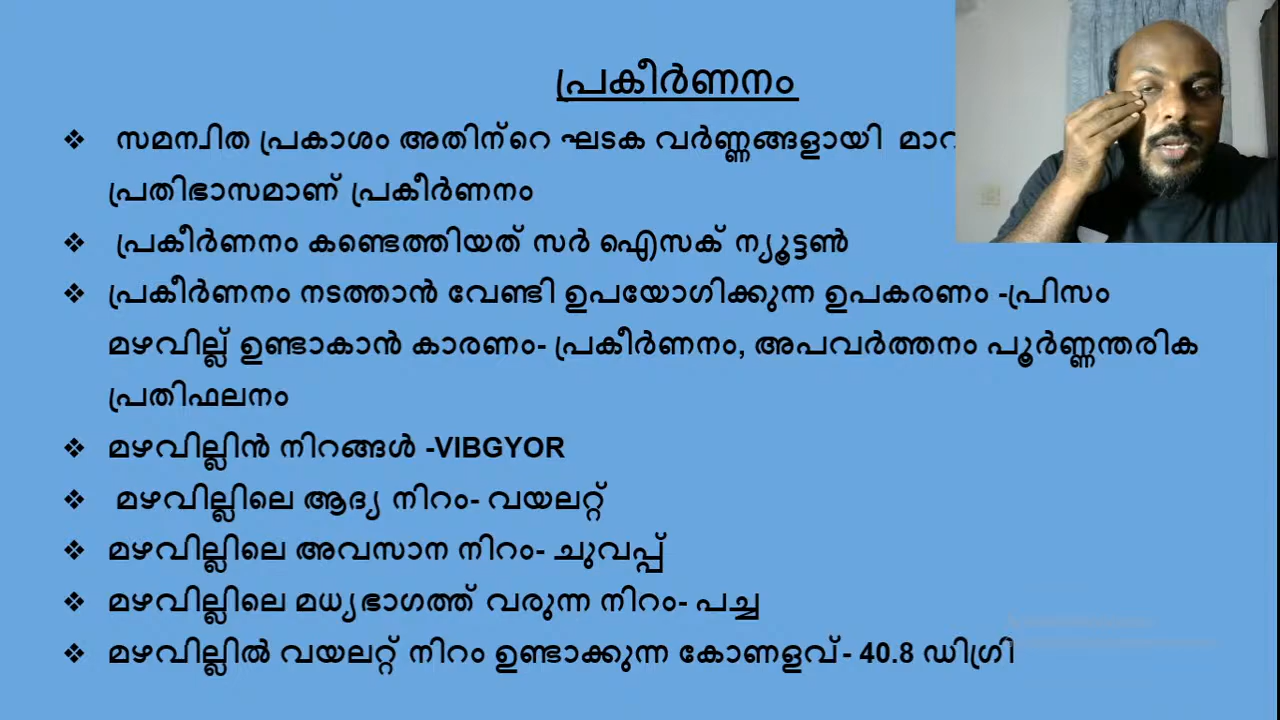 പ്രകീർണനം
❖ സമന്വിത പ്രകാശം അതിന്റെ ഘടക വർണ്ണങ്ങളായി
പ്രതിഭാസമാണ് പ്രകീർണനം
❖ പ്രകീർണനം കണ്ടെത്തിയത് സർ ഐസക് ന്യൂട്ടൺ
❖ പ്രകീർണനം നടത്താൻ വേണ്ടി ഉപയോഗിക്കുന്ന ഉപകരണം -പ്രിസം
മഴവില്ല് ഉണ്ടാകാൻ കാരണം- പ്രകീർണനം, അപവർത്തനം പൂർണ്ണന്തരിക
പ്രതിഫലനം
❖ മഴവില്ലിൻ നിറങ്ങൾ -VIBGYOR
❖ മഴവില്ലിലെ ആദ്യ നിറം- വയലറ്റ്
❖ മഴവില്ലിലെ അവസാന നിറം- ചുവപ്പ്
❖ മഴവില്ലിലെ മധ്യഭാഗത്ത് വരുന്ന നിറം- പച്ച
❖ മഴവില്ലിൽ വയലറ്റ് നിറം ഉണ്ടാക്കുന്ന കോണളവ്- 40.8 ഡിഗ്രി